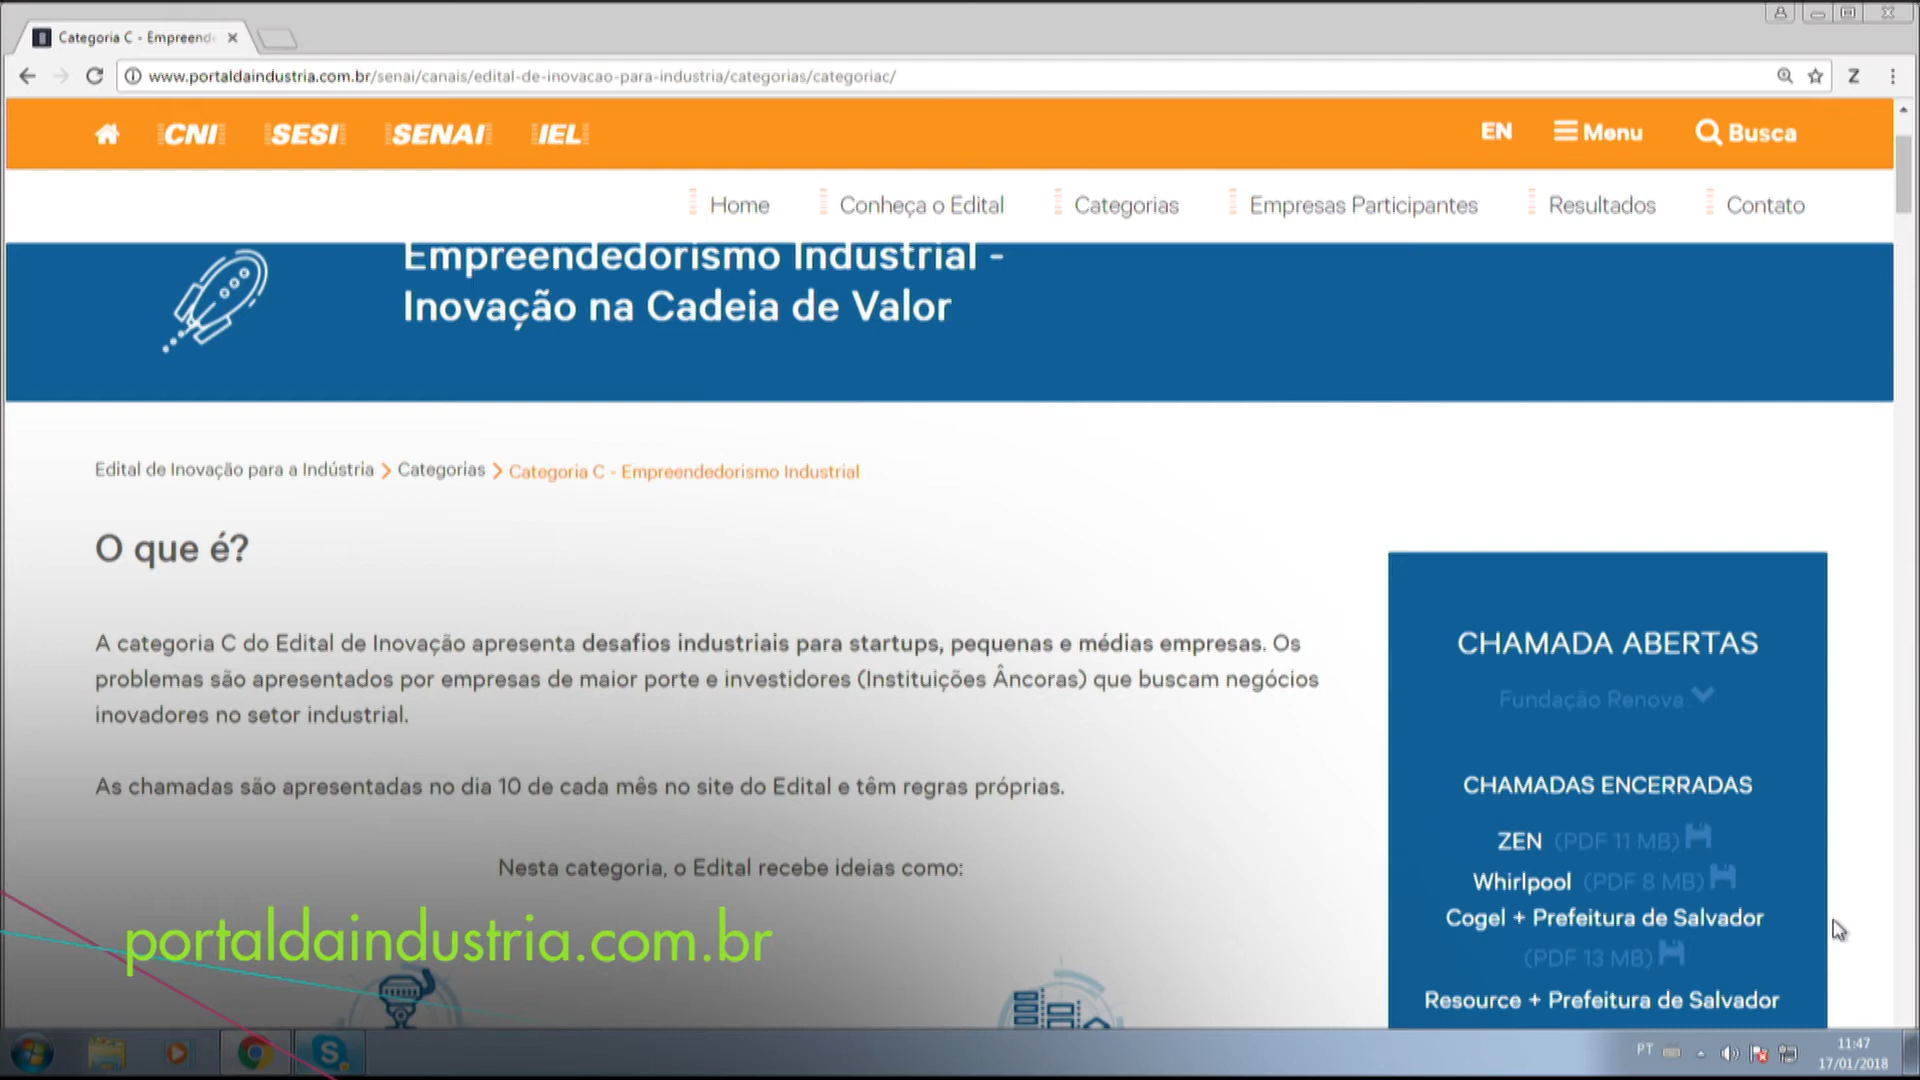 Categoria C - Empreend
www.portaldaindustria.com.br/senai/canais/edital-de-inovacao-para-industria/categorias/categoriac/
Z
CNI SESI SENAI IEL EN Menu Busca
Home Conheça o Edital Categorias Empresas Participantes Resultados Contato
Empreendedorismo Industrial -
Inovação na Cadeia de Valor
Edital de Inovação para a Indústria Categorias Categoria C - Empreendedorismo Industrial
O que é?
A categoria C do Edital de Inovação apresenta desafios industriais para startups, pequenas e médias empresas. Os
problemas são apresentados por empresas de maior porte e investidores (Instituições Âncoras) que buscam negócios
inovadores no setor industrial.
As chamadas são apresentadas no dia 10 de cada mês no site do Edital e têm regras próprias.
Nesta categoria, o Edital recebe ideias como:
CHAMADA ABERTAS
Fundação Renova
CHAMADAS ENCERRADAS
ZEN (PDF 11 MB)
Whirlpool (PDF 8 MB)
Cogel + Prefeitura de Salvador
(PDF 13 MB)
Resource + Prefeitura de Salvador
portaldaindustria.com.br
PT
11:47
17/01/2018